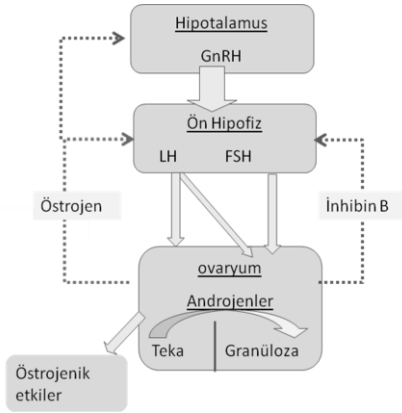 Hipotalamus
GnRH
Ön Hipofiz
LH FSH
Östrojen
İnhibin B
ovaryum
Androjenler
Teka Granüloza
Östrojenik
etkiler